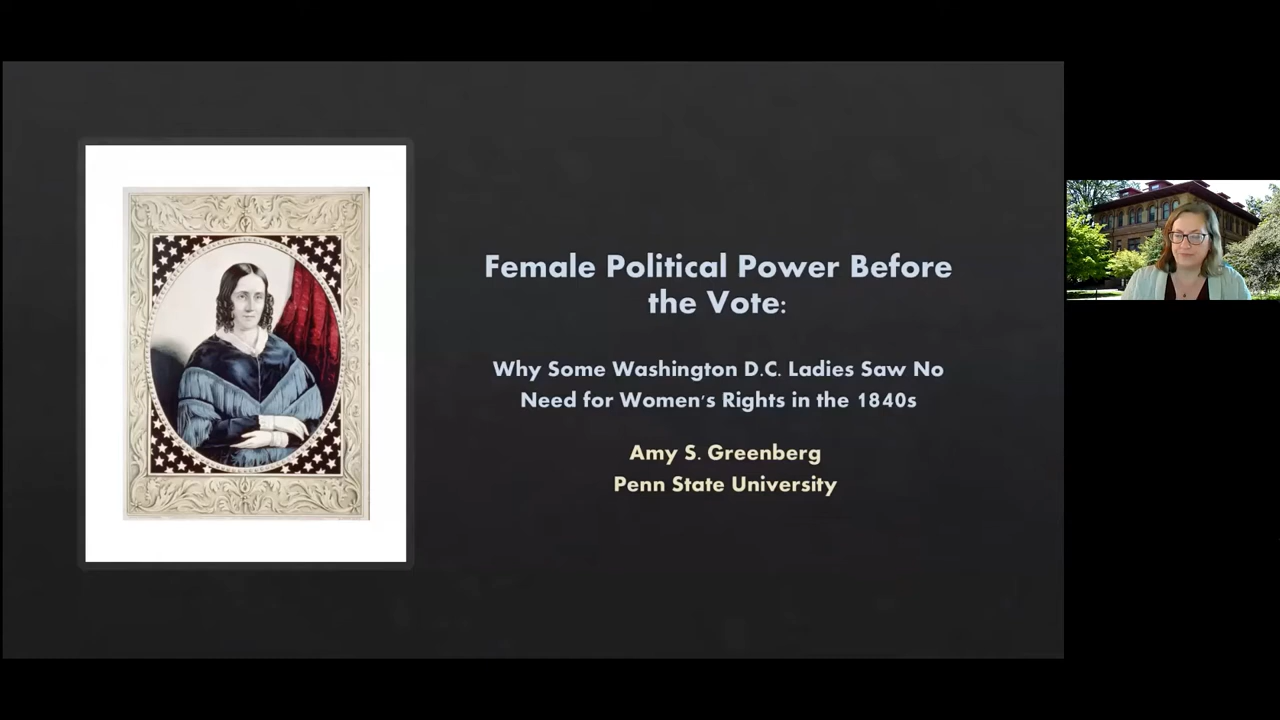 Female Political Power Before
the Vote:
Why Some Washington D.C. Ladies Saw No
Need for Women's Rights in the 1840s
Amy S. Greenberg
Penn State University